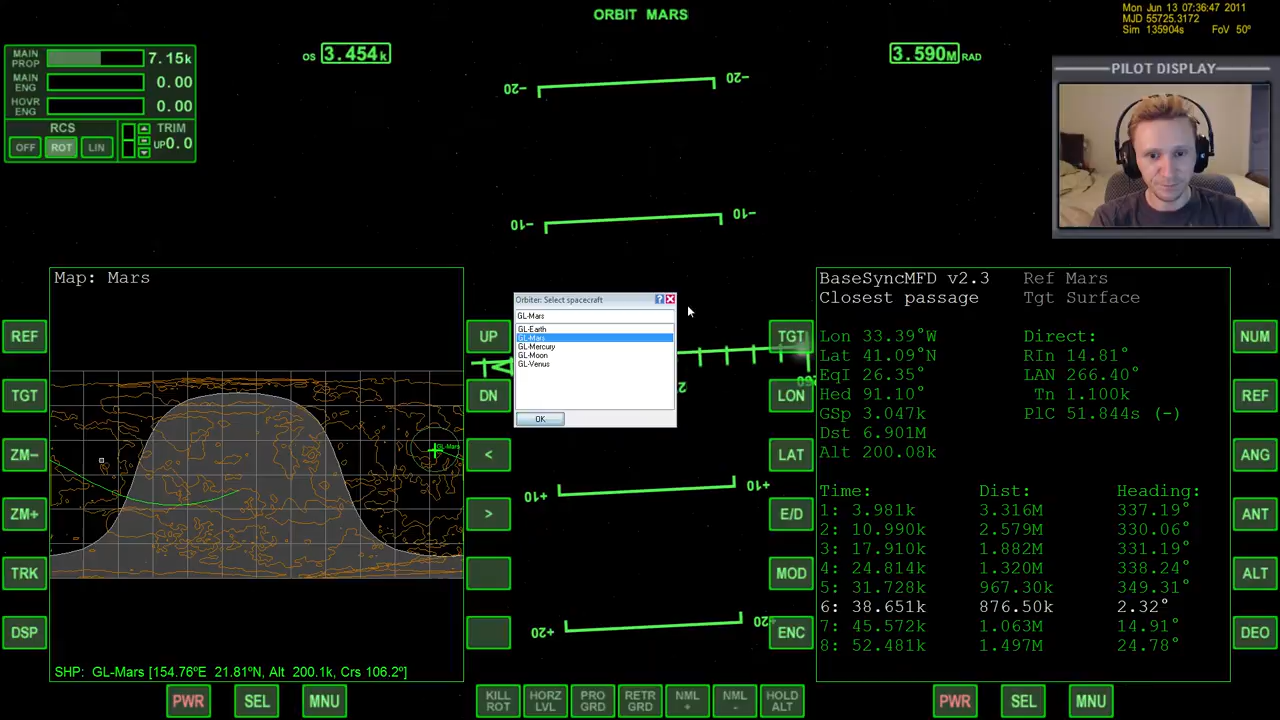 ORBIT MARS
Mon Jun 13 07:36:47 2011
MJD 55725.3172
Sim 135904s FoV 50°
MAIN PROP 7.15k
MAIN ENG 0.00
HOVR ENG 0.00
RCS
OFF ROT LIN
TRIM
UP 0.0
OS 3.454k
3.590M RAD
PILOT DISPLAY
20- 20-
10- 10-
+10 +10
+20 +20
Map: Mars
REF
TGT
ZM-
ZM+
TRK
DSP
GL-Mars
SHP: GL-Mars [154.76°E 21.81°N, Alt 200.1k, Crs 106.2°]
UP
DN
<
>
Orbiter: Select spacecraft
GL-Mars
GL-Earth
GL-Mars
GL-Mercury
GL-Moon
GL-Venus
OK
TGT
LON
LAT
E/D
MOD
ENC
BaseSyncMFD v2.3 Ref Mars
Closest passage Tgt Surface
Lon 33.39°W Direct:
Lat 41.09°N RIn 14.81°
EqI 26.35° LAN 266.40°
Hed 91.10° Tn 1.100k
GSp 3.047k PlC 51.844s (-)
Dst 6.901M
Alt 200.08k
Time: Dist: Heading:
1: 3.981k 3.316M 337.19°
2: 10.990k 2.579M 330.06°
3: 17.910k 1.882M 331.19°
4: 24.814k 1.320M 338.24°
5: 31.728k 967.30k 349.31°
6: 38.651k 876.50k 2.32°
7: 45.572k 1.063M 14.91°
8: 52.481k 1.497M 24.78°
NUM
REF
ANG
ANT
ALT
DEO
PWR SEL MNU
KILL ROT
HORZ LVL
PRO GRD
RETR GRD
NML +
NML -
HOLD ALT
PWR SEL MNU